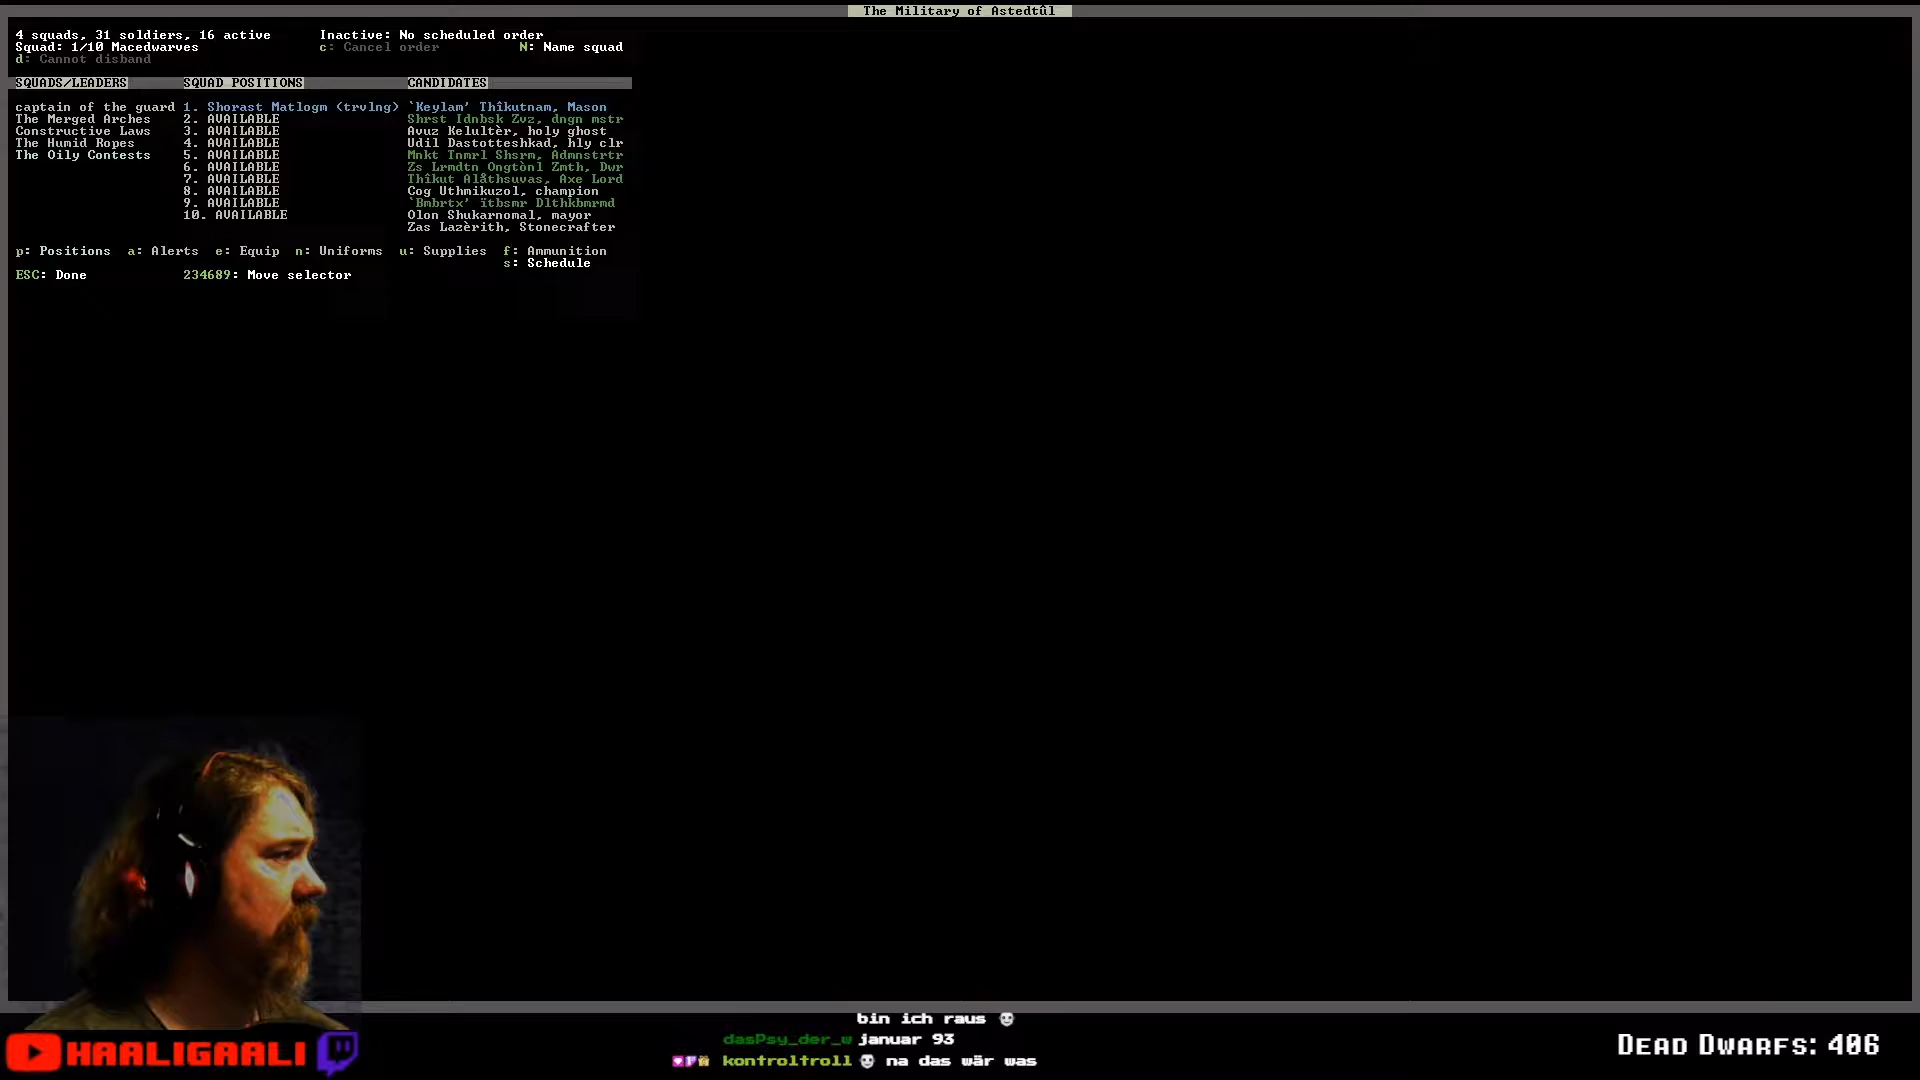 The Military of Astedtûl
4 squads, 31 soldiers, 16 active Inactive: No scheduled order
Squad: 1/10 Macedwarves c: Cancel order N: Name squad
d: Cannot disband
SQUADS/LEADERS SQUAD POSITIONS CANDIDATES
captain of the guard 1. Shorast Matlogm (trvlng) `Keylam' Thîkutnam, Mason
The Merged Arches 2. AVAILABLE Shrst Idnbsk Zvz, dngn mstr
Constructive Laws 3. AVAILABLE Avuz Kelultèr, holy ghost
The Humid Ropes 4. AVAILABLE Udil Dastotteshkad, hly clr
The Oily Contests 5. AVAILABLE Mnkt Inmrl Shsrm, Admnstrtr
6. AVAILABLE Zs Lrmdtn Ongtònl Zmth, Dwr
7. AVAILABLE Thîkut Alåthsuvas, Axe Lord
8. AVAILABLE Cog Uthmikuzol, champion
9. AVAILABLE `Bmbrtx' ïtbsmr Dlthkbmrmd
10. AVAILABLE Olon Shukarnomal, mayor
Zas Lazèrith, Stonecrafter
p: Positions a: Alerts e: Equip n: Uniforms u: Supplies f: Ammunition
s: Schedule
ESC: Done 234689: Move selector
bin ich raus
dasPsy_der_w januar 93
kontroltroll na das wär was
HAALIGAALI
Dead Dwarfs: 406